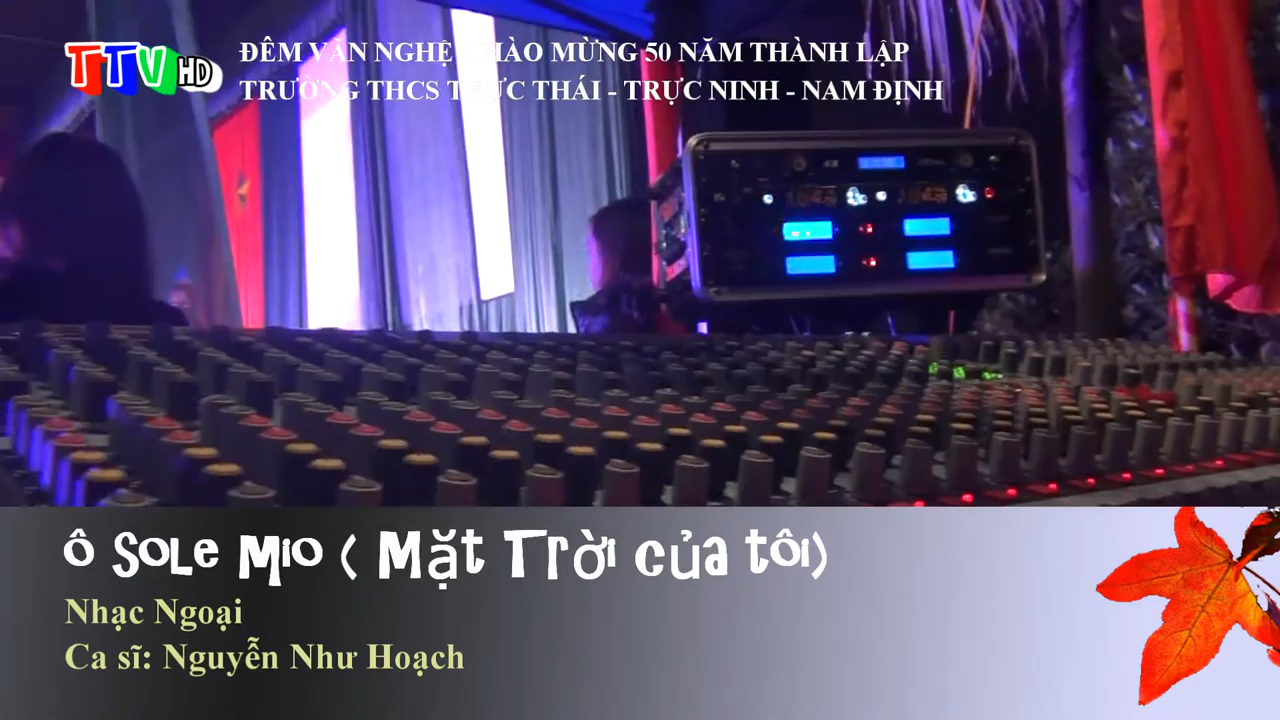 TTV HD
ĐÊM VĂN NGHỆ CHÀO MỪNG 50 NĂM THÀNH LẬP
TRƯỜNG THCS TRỰC THÁI - TRỰC NINH - NAM ĐỊNH
Ô Sole Mio ( Mặt Trời của tôi)
Nhạc Ngoại
Ca sĩ: Nguyễn Như Hoạch